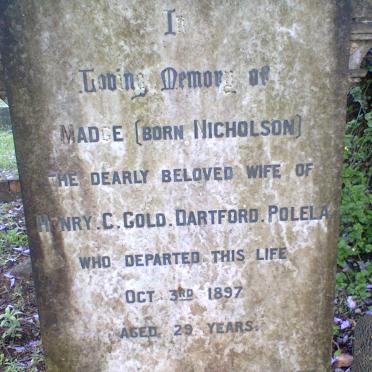 In
Loving Memory of
MADGE (BORN NICHOLSON)
THE DEARLY BELOVED WIFE OF
HENRY.C.GOLD.DARTFORD.POLELA
WHO DEPARTED THIS LIFE
OCT 3RD 1897
AGED 29 YEARS.